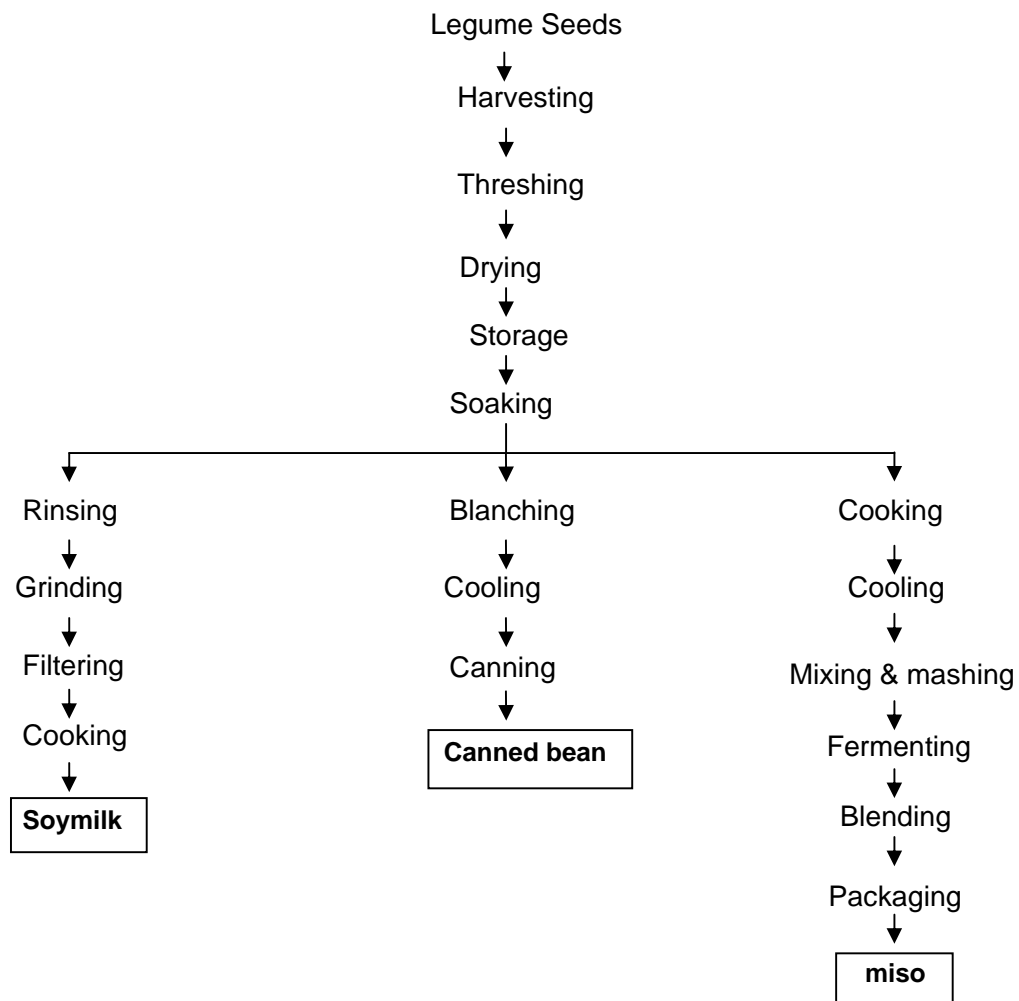 Legume Seeds
Harvesting
Threshing
Drying
Storage
Soaking
Rinsing
Grinding
Filtering
Cooking
Soymilk
Blanching
Cooling
Canning
Canned bean
Cooking
Cooling
Mixing & mashing
Fermenting
Blending
Packaging
miso